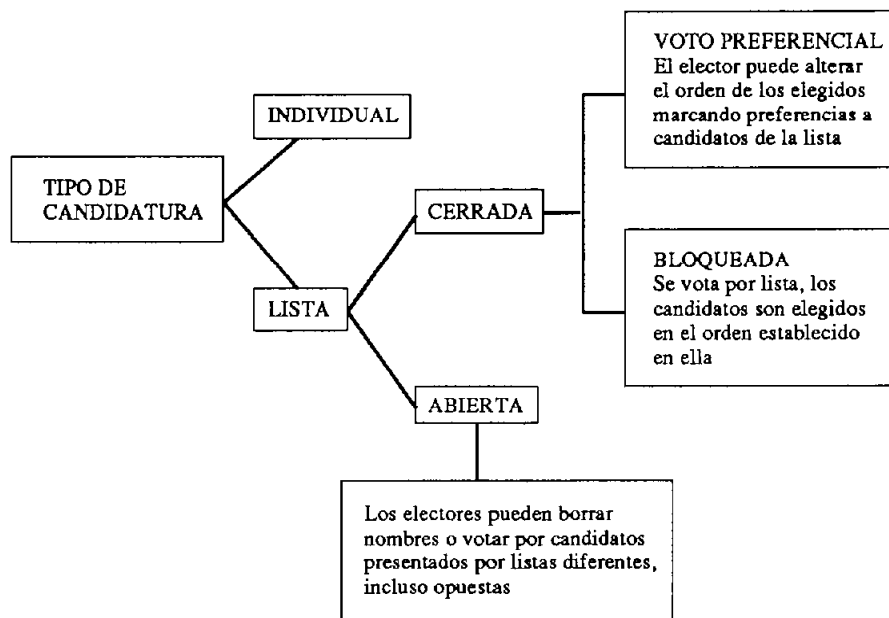 TIPO DE
CANDIDATURA
INDIVIDUAL
LISTA
CERRADA
VOTO PREFERENCIAL
El elector puede alterar
el orden de los elegidos
marcando preferencias a
candidatos de la lista
BLOQUEADA
Se vota por lista, los
candidatos son elegidos
en el orden establecido
en ella
ABIERTA
Los electores pueden borrar
nombres o votar por candidatos
presentados por listas diferentes,
incluso opuestas